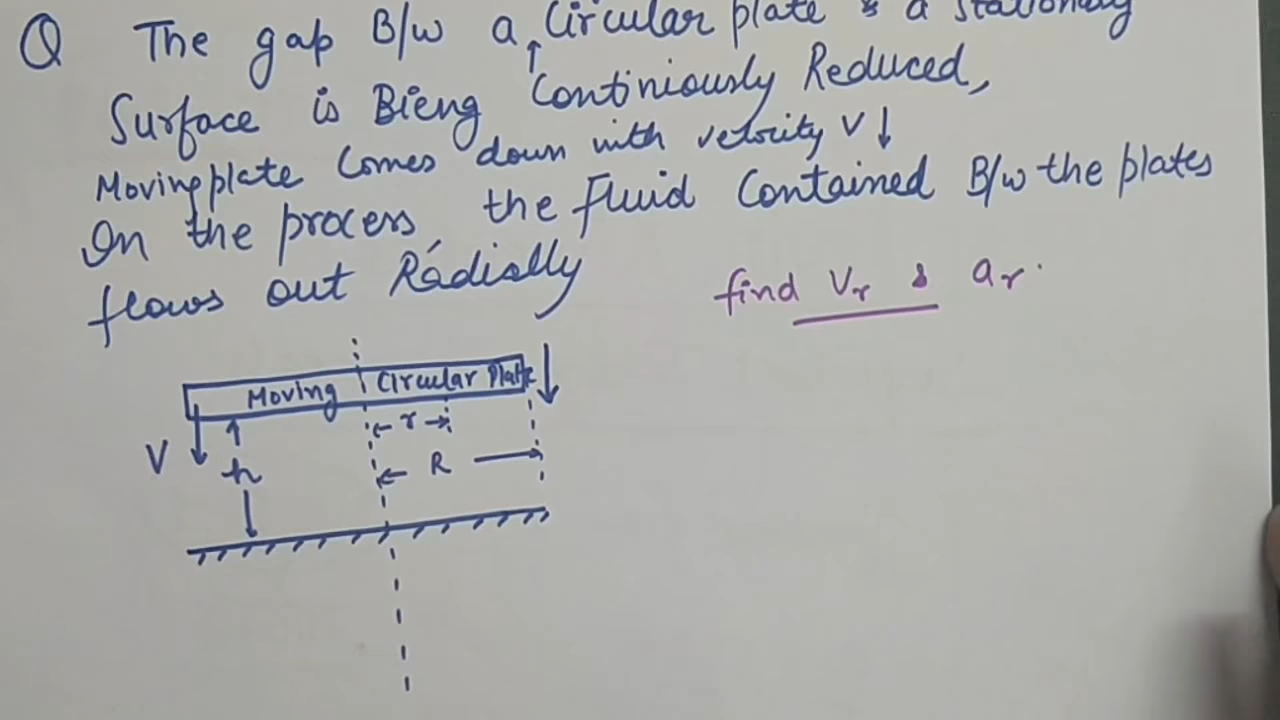 Q The gap B/w a Circular plate & a Stationary
Surface is Bieng Continiously Reduced,
Moving plate Comes down with velocity V ↓
In the process the Fluid Contained B/w the plates
flows out Radially
find Vr & ar.
Moving Circular Plate
r
V
h
R